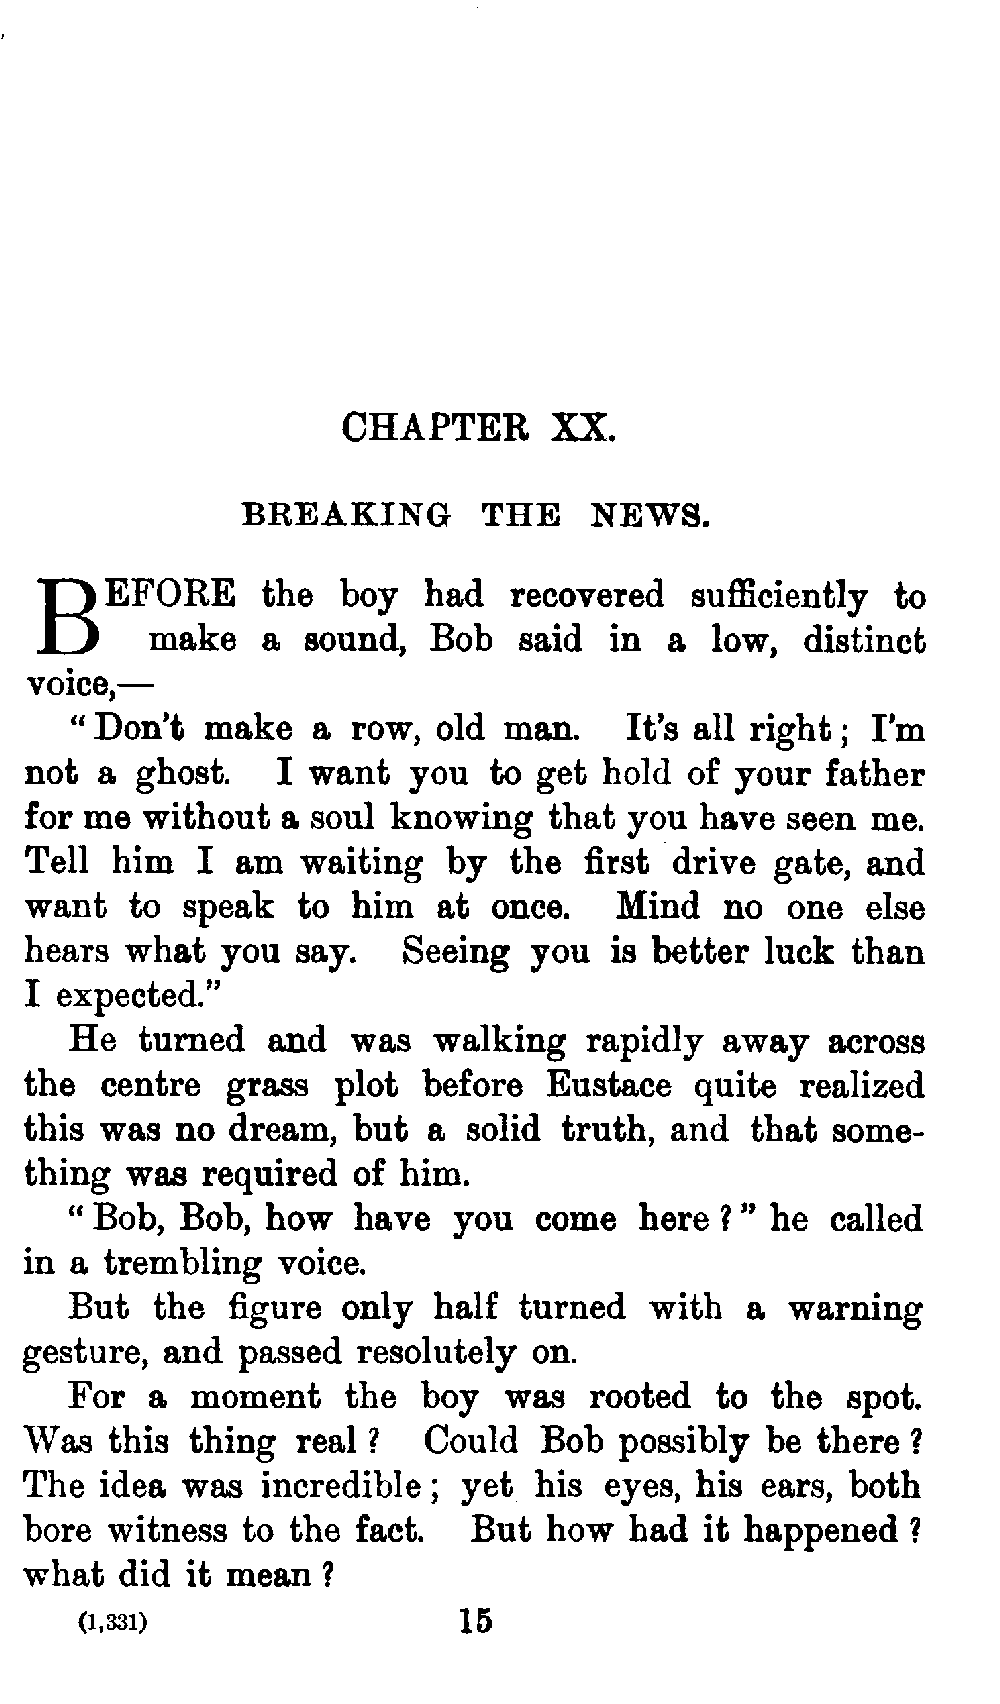 CHAPTER XX.
BREAKING THE NEWS.
BEFORE the boy had recovered sufficiently to
make a sound, Bob said in a low, distinct
voice,—
"Don't make a row, old man. It's all right; I'm
not a ghost. I want you to get hold of your father
for me without a soul knowing that you have seen me.
Tell him I am waiting by the first drive gate, and
want to speak to him at once. Mind no one else
hears what you say. Seeing you is better luck than
I expected."
He turned and was walking rapidly away across
the centre grass plot before Eustace quite realized
this was no dream, but a solid truth, and that some-
thing was required of him.
"Bob, Bob, how have you come here?" he called
in a trembling voice.
But the figure only half turned with a warning
gesture, and passed resolutely on.
For a moment the boy was rooted to the spot.
Was this thing real? Could Bob possibly be there?
The idea was incredible; yet his eyes, his ears, both
bore witness to the fact. But how had it happened?
what did it mean?
(1,331) 15